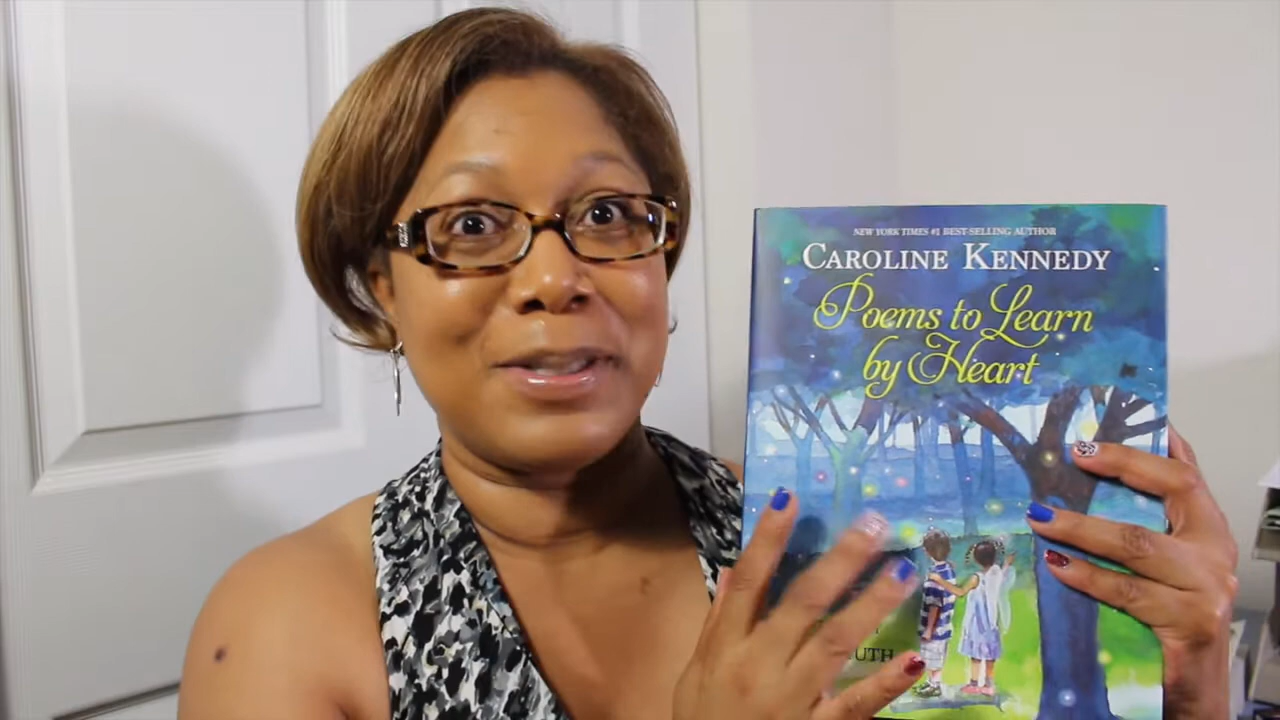 NEW YORK TIMES #1 BEST-SELLING AUTHOR
CAROLINE KENNEDY
Poems to Learn
by Heart